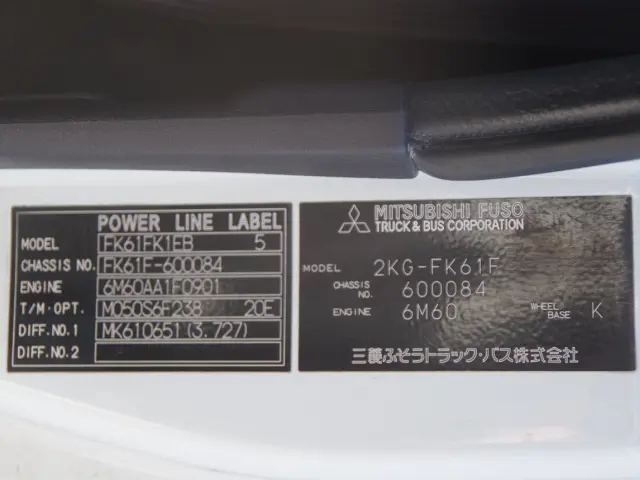 POWER LINE LABEL
MODEL FK61FK1EB 5
CHASSIS NO. FK61F-600084
ENGINE 6M60AA1F0901
T/M・OPT. M050S6F238 20E
DIFF.NO.1 MK610651(3.727)
DIFF.NO.2
MITSUBISHI FUSO
TRUCK & BUS CORPORATION
MODEL 2KG-FK61F
CHASSIS NO. 600084
ENGINE 6M60 WHEEL BASE K
三菱ふそうトラック・バス株式会社